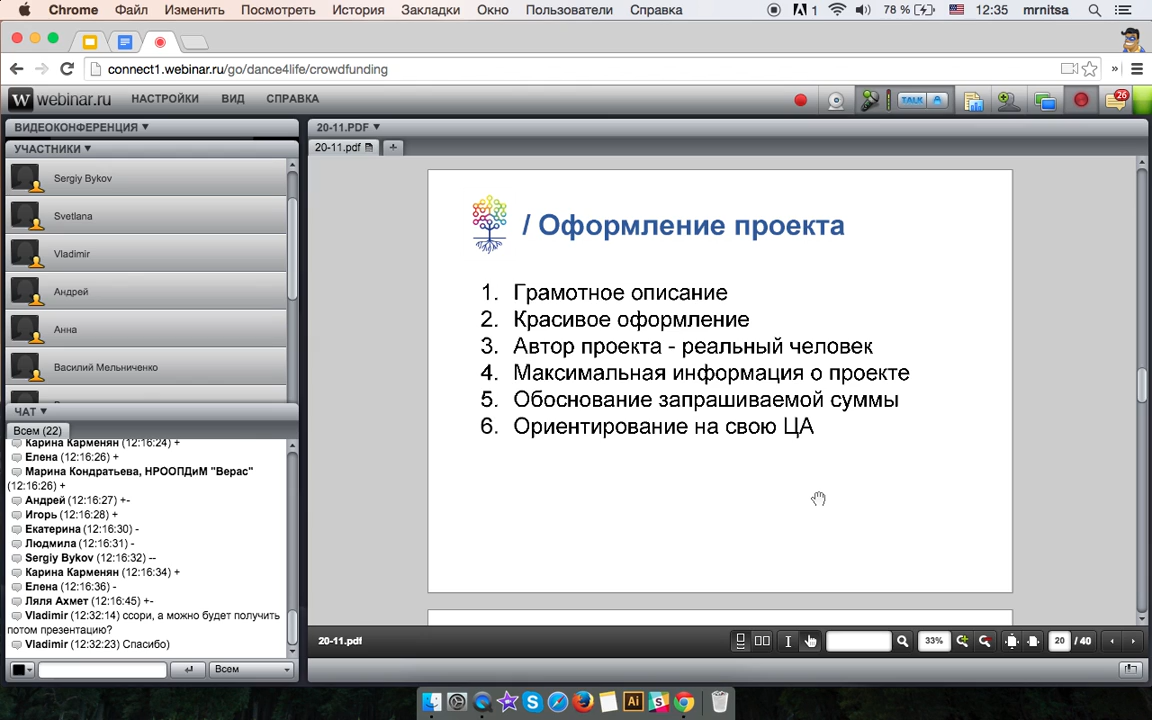 Chrome Файл Изменить Посмотреть История Закладки Окно Пользователи Справка 1 78 % 12:35 mrnitsa
connect1.webinar.ru/go/dance4life/crowdfunding »
W webinar.ru НАСТРОЙКИ ВИД СПРАВКА TALK 26
ВИДЕОКОНФЕРЕНЦИЯ
УЧАСТНИКИ
Sergiy Bykov
Svetlana
Vladimir
Андрей
Анна
Василий Мельниченко
ЧАТ
Всем (22)
Карина Карменян (12:16:24) +
Елена (12:16:26) +
Марина Кондратьева, НРООПДиМ "Верас"
(12:16:26) +
Андрей (12:16:27) +-
Игорь (12:16:28) +
Екатерина (12:16:30) -
Людмила (12:16:31) -
Sergiy Bykov (12:16:32) --
Карина Карменян (12:16:34) +
Елена (12:16:36) -
Ляля Ахмет (12:16:45) +-
Vladimir (12:32:14) ссори, а можно будет получить
потом презентацию?
Vladimir (12:32:23) Спасибо)
Всем
20-11.PDF
20-11.pdf +
/ Оформление проекта
1. Грамотное описание
2. Красивое оформление
3. Автор проекта - реальный человек
4. Максимальная информация о проекте
5. Обоснование запрашиваемой суммы
6. Ориентирование на свою ЦА
20-11.pdf 33% 20 / 40
Ai